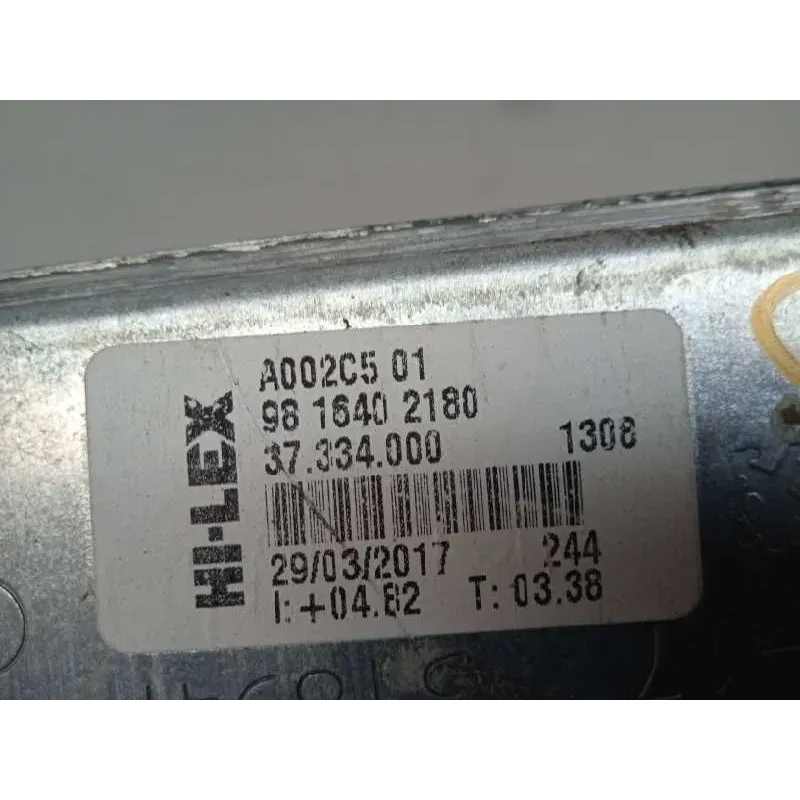 HI-LEX
A002C5 01
98 1640 2180
37.334.000 1308
29/03/2017 244
I: +04.82 T: 03.38